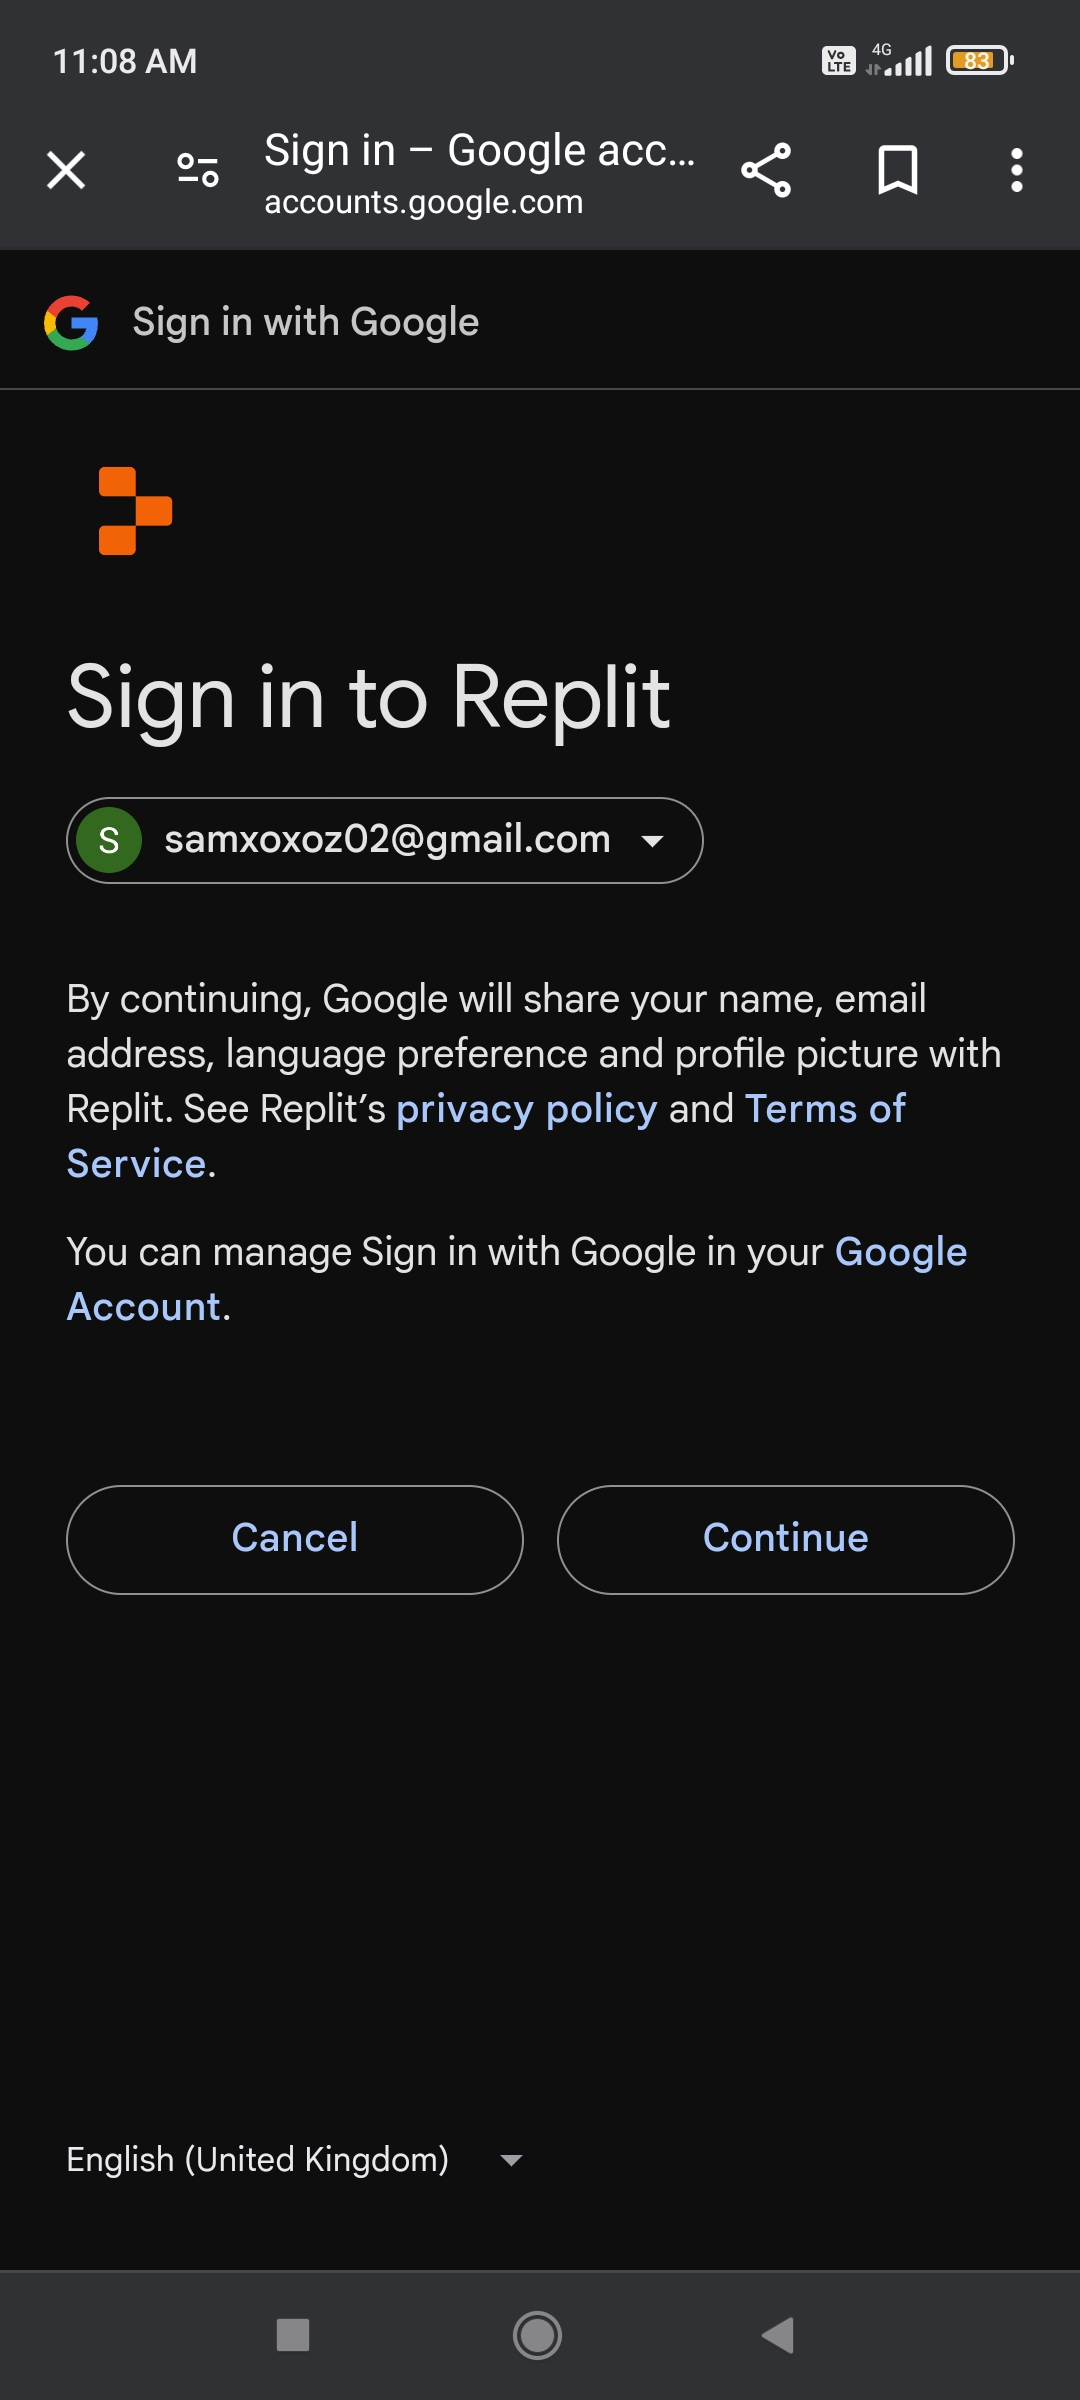 11:08 AM
Vo LTE 4G 83
Sign in – Google acc...
accounts.google.com
Sign in with Google
Sign in to Replit
S samxoxoz02@gmail.com
By continuing, Google will share your name, email
address, language preference and profile picture with
Replit. See Replit’s privacy policy and Terms of
Service.
You can manage Sign in with Google in your Google
Account.
Cancel Continue
English (United Kingdom)